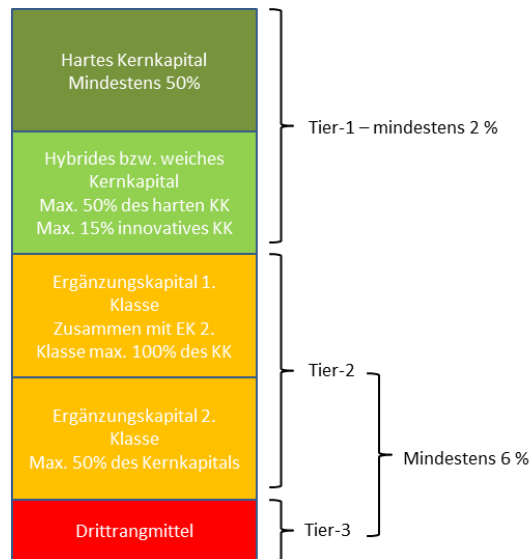 Hartes Kernkapital
Mindestens 50%
Tier-1 – mindestens 2 %
Hybrides bzw. weiches
Kernkapital
Max. 50% des harten KK
Max. 15% innovatives KK
Ergänzungskapital 1.
Klasse
Zusammen mit EK 2.
Klasse max. 100% des KK
Tier-2
Ergänzungskapital 2.
Klasse
Max. 50% des Kernkapitals
Mindestens 6 %
Drittrangmittel
Tier-3